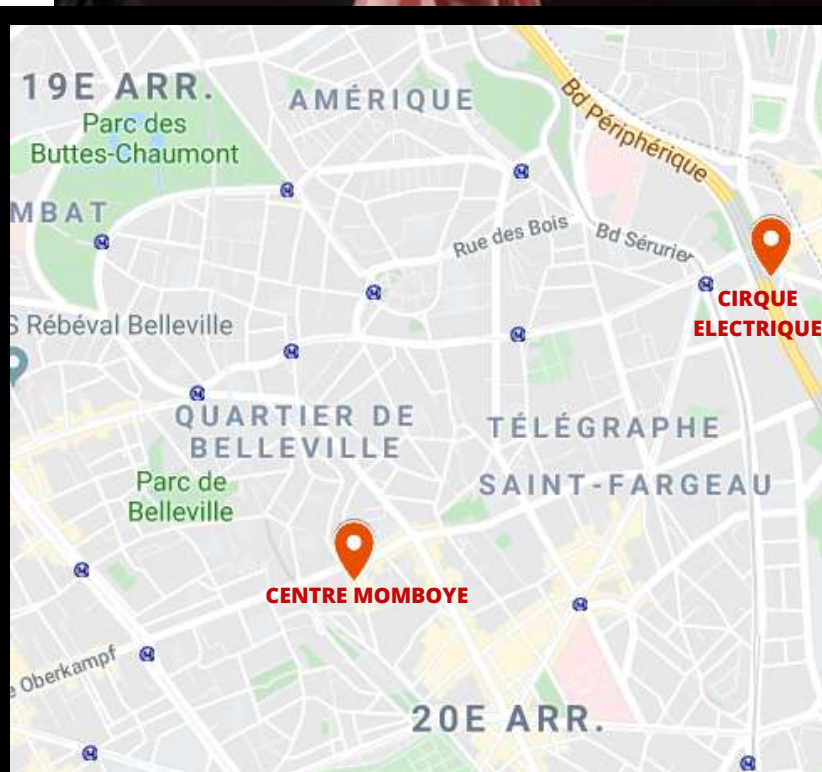 19E ARR.
AMÉRIQUE
Parc des
Buttes-Chaumont
Bd Périphérique
MBAT
Rue des Bois
Bd Sérurier
CIRQUE
ELECTRIQUE
S Rébéval Belleville
QUARTIER DE
BELLEVILLE
TÉLÉGRAPHE
SAINT-FARGEAU
Parc de
Belleville
CENTRE MOMBOYE
e Oberkampf
20E ARR.